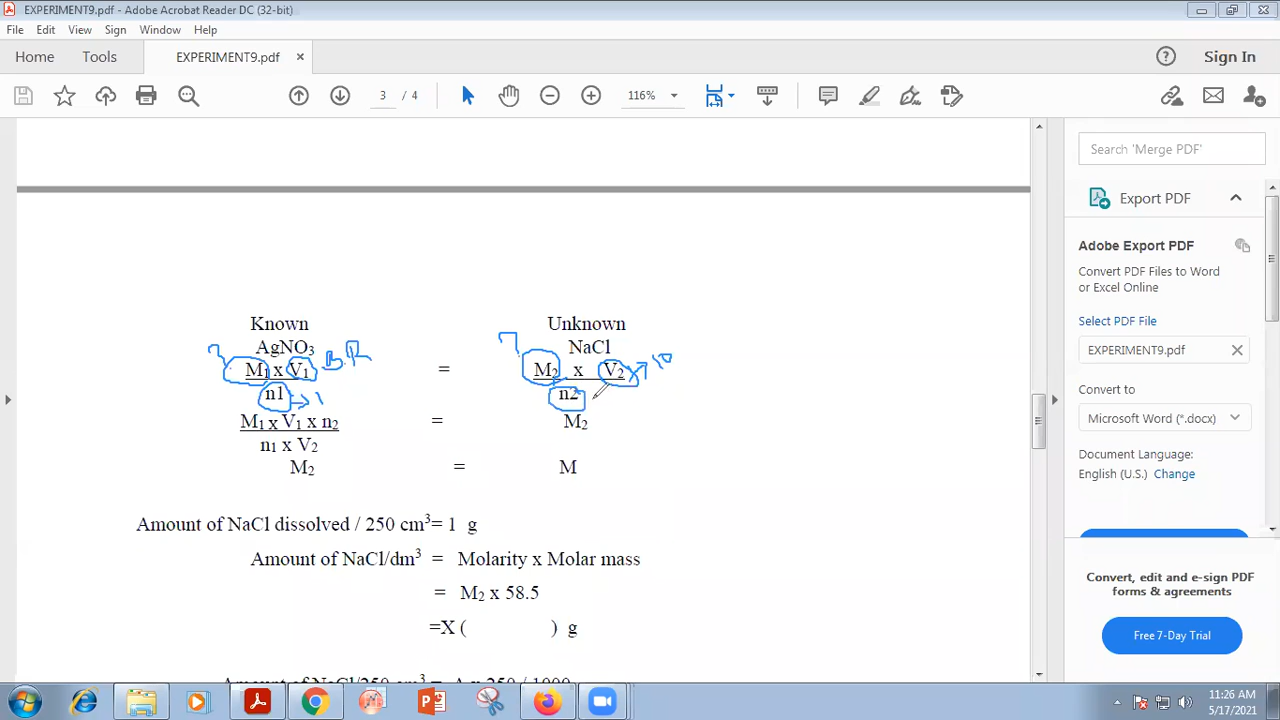 EXPERIMENT9.pdf - Adobe Acrobat Reader DC (32-bit)
File Edit View Sign Window Help
Home Tools EXPERIMENT9.pdf × Sign In
3 / 4 116%
Search 'Merge PDF'
Export PDF
Adobe Export PDF
Convert PDF Files to Word
or Excel Online
Select PDF File
EXPERIMENT9.pdf
Convert to
Microsoft Word (*.docx)
Document Language:
English (U.S.) Change
Convert, edit and e-sign PDF
forms & agreements
Free 7-Day Trial
Known Unknown
AgNO₃ NaCl
? M₁ x V₁ B.R = ? M₂ x V₂ → 10
n1 → 1 n2
M₁ x V₁ x n₂ = M₂
n₁ x V₂
M₂ = M
Amount of NaCl dissolved / 250 cm³= 1 g
Amount of NaCl/dm³ = Molarity x Molar mass
= M₂ x 58.5
=X ( ) g
11:26 AM
5/17/2021